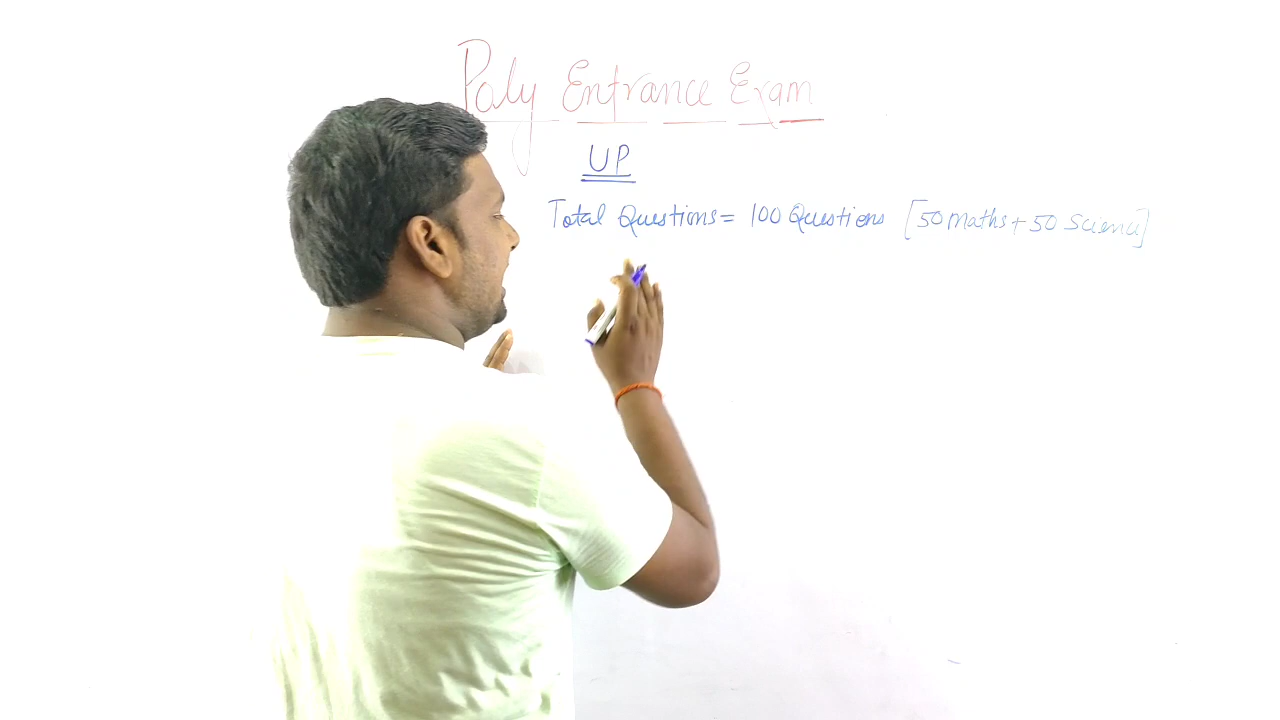 Poly Entrance Exam
UP
Total Questions = 100 Questions [50 Maths + 50 Science]